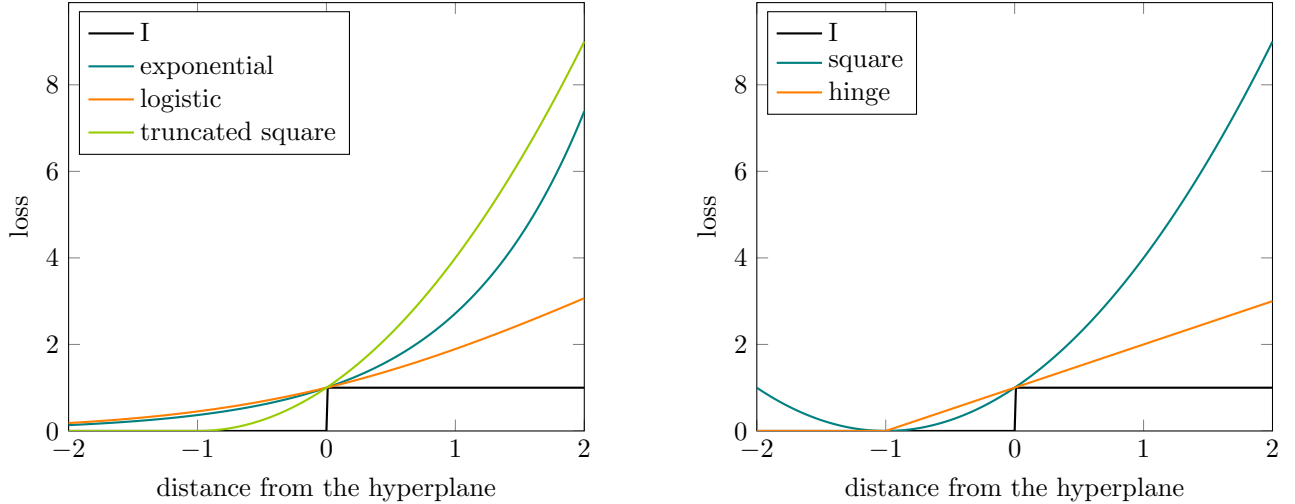 I
exponential
logistic
truncated square
8
6
4
2
0
−2
−1
0
1
2
loss
distance from the hyperplane
I
square
hinge
8
6
4
2
0
−2
−1
0
1
2
loss
distance from the hyperplane